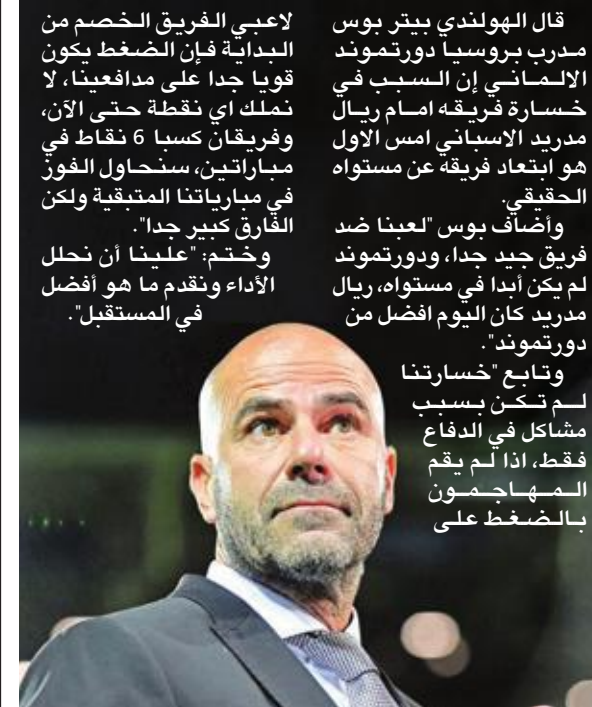 قال الهولندي بيتر بوس
مدرب بروسيا دورتموند
الالماني إن السبب في
خسارة فريقه امام ريال
مدريد الاسباني امس الاول
هو ابتعاد فريقه عن مستواه
الحقيقي.
وأضاف بوس "لعبنا ضد
فريق جيد جدا، ودورتموند
لم يكن أبدا في مستواه، ريال
مدريد كان اليوم افضل من
دورتموند".
وتابع "خسارتنا
لم تكن بسبب
مشاكل في الدفاع
فقط، اذا لم يقم
المهاجمون
بالضغط على
لاعبي الفريق الخصم من
البداية فإن الضغط يكون
قويا جدا على مدافعينا، لا
نملك اي نقطة حتى الآن،
وفريقان كسبا 6 نقاط في
مباراتين، سنحاول الفوز
في مبارياتنا المتبقية ولكن
الفارق كبير جدا".
وختم: "علينا أن نحلل
الأداء ونقدم ما هو أفضل
في المستقبل".